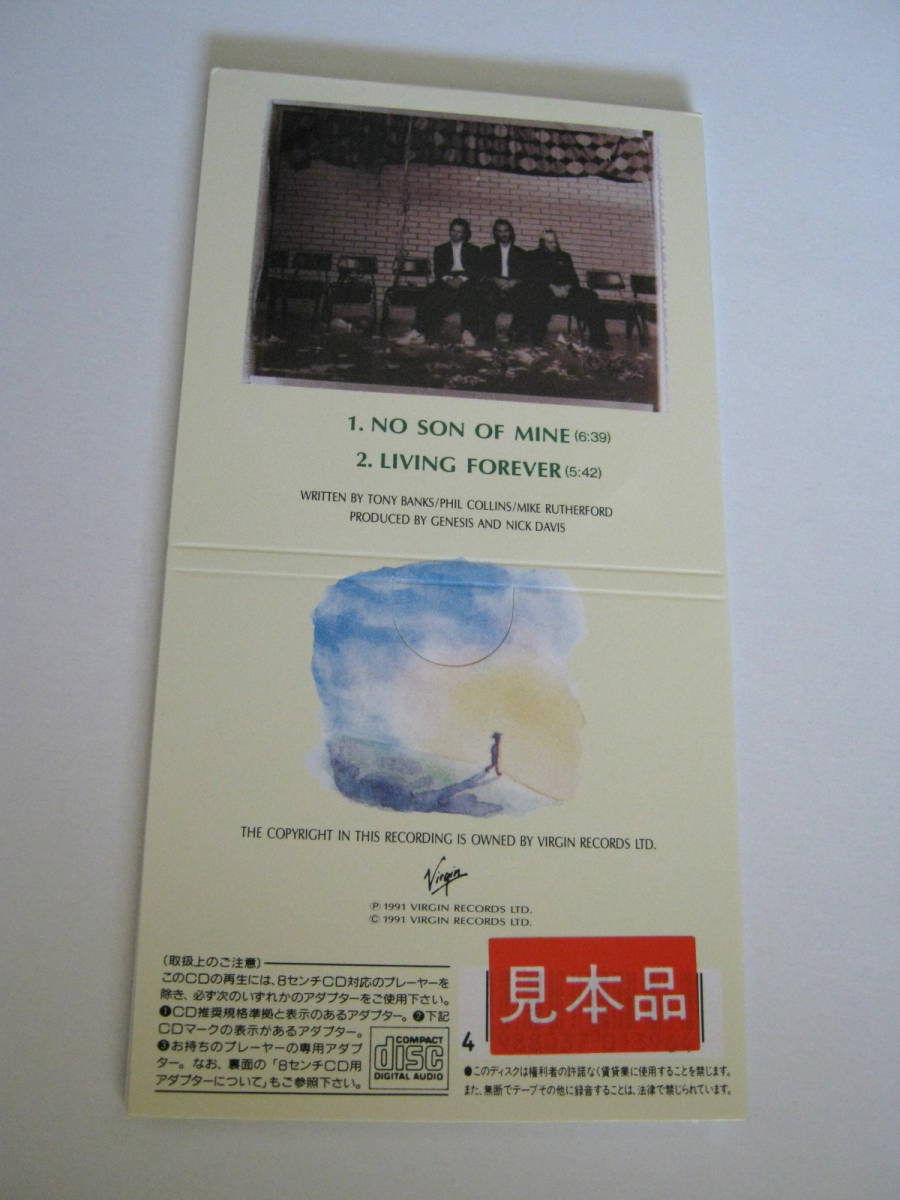 1. NO SON OF MINE (6:39)
2. LIVING FOREVER (5:42)
WRITTEN BY TONY BANKS/PHIL COLLINS/MIKE RUTHERFORD
PRODUCED BY GENESIS AND NICK DAVIS
THE COPYRIGHT IN THIS RECORDING IS OWNED BY VIRGIN RECORDS LTD.
Virgin
Ⓟ 1991 VIRGIN RECORDS LTD.
© 1991 VIRGIN RECORDS LTD.
(取扱上のご注意)
このCDの再生には、8センチCD対応のプレーヤーを
除き、必ず次のいずれかのアダプターをご使用下さい。
❶CD推奨規格準拠と表示のあるアダプター。❷下記
CDマークの表示があるアダプター。
❸お持ちのプレーヤーの専用アダプ
ター。なお、裏面の「8センチCD用
アダプターについて」もご参照下さい。
COMPACT
disc
DIGITAL AUDIO
見本品
4
●このディスクは権利者の許諾なく賃貸業に使用することを禁じます。
また、無断でテープその他に録音することは、法律で禁じられています。